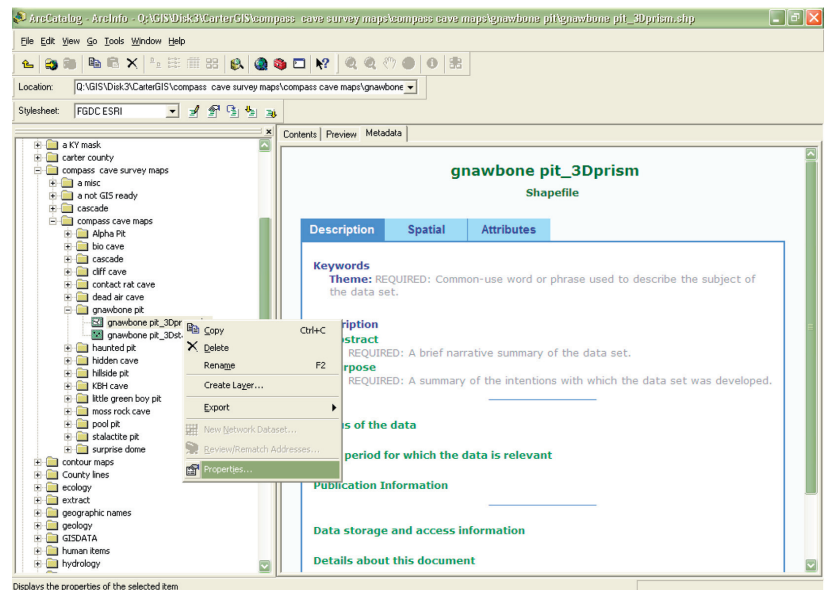 ArcCatalog - ArcInfo - Q:\GIS\Disk3\CarterGIS\compass cave survey maps\compass cave maps\gnawbone pit\gnawbone pit_3Dprism.shp
File Edit View Go Tools Window Help
Location: Q:\GIS\Disk3\CarterGIS\compass cave survey maps\compass cave maps\gnawbone
Stylesheet: FGDC ESRI
Contents Preview Metadata
a KY mask
carter county
compass cave survey maps
a misc
a not GIS ready
cascade
compass cave maps
Alpha Pit
bio cave
cascade
cliff cave
contact rat cave
dead air cave
gnawbone pit
gnawbone pit_3Dpr
gnawbone pit_3Dst
haunted pit
hidden cave
hillside pit
KBH cave
little green boy pit
moss rock cave
pool pit
stalactite pit
surprise dome
contour maps
County lines
ecology
extract
geographic names
geology
GISDATA
human items
hydrology
Copy Ctrl+C
Delete
Rename F2
Create Layer...
Export
New Network Dataset...
Review/Rematch Addresses...
Properties...
gnawbone pit_3Dprism
Shapefile
Description Spatial Attributes
Keywords
Theme: REQUIRED: Common-use word or phrase used to describe the subject of
the data set.
ription
stract
REQUIRED: A brief narrative summary of the data set.
rpose
REQUIRED: A summary of the intentions with which the data set was developed.
s of the data
period for which the data is relevant
Publication Information
Data storage and access information
Details about this document
Displays the properties of the selected item